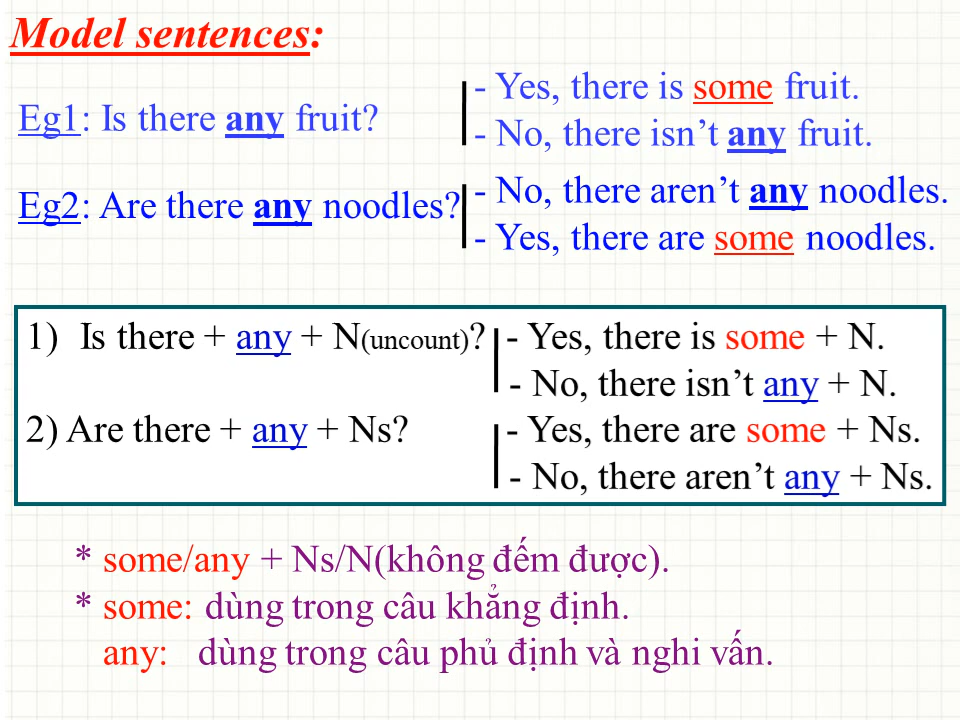 Model sentences:
Eg1: Is there any fruit?
- Yes, there is some fruit.
- No, there isn’t any fruit.
Eg2: Are there any noodles?
- No, there aren’t any noodles.
- Yes, there are some noodles.
1) Is there + any + N(uncount)? - Yes, there is some + N.
- No, there isn’t any + N.
2) Are there + any + Ns? - Yes, there are some + Ns.
- No, there aren’t any + Ns.
* some/any + Ns/N(không đếm được).
* some: dùng trong câu khẳng định.
any: dùng trong câu phủ định và nghi vấn.